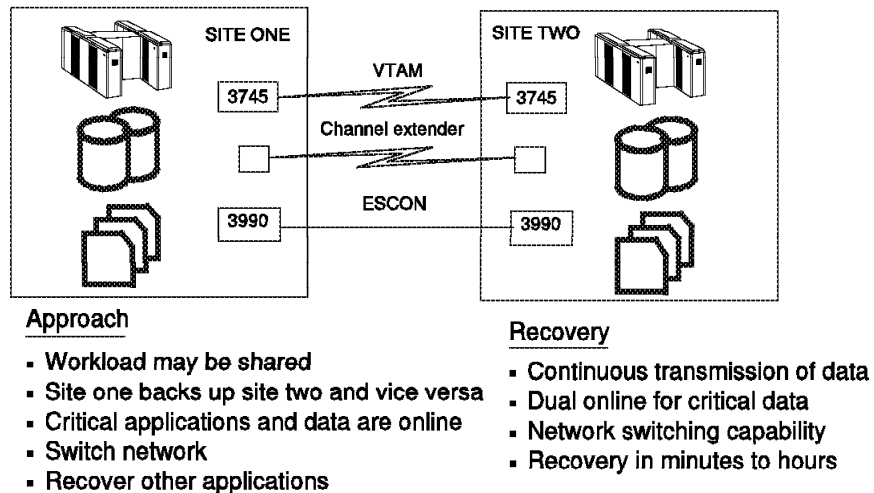 SITE ONE
SITE TWO
VTAM
3745
3745
Channel extender
ESCON
3990
3990
Approach
▪ Workload may be shared
▪ Site one backs up site two and vice versa
▪ Critical applications and data are online
▪ Switch network
▪ Recover other applications
Recovery
▪ Continuous transmission of data
▪ Dual online for critical data
▪ Network switching capability
▪ Recovery in minutes to hours